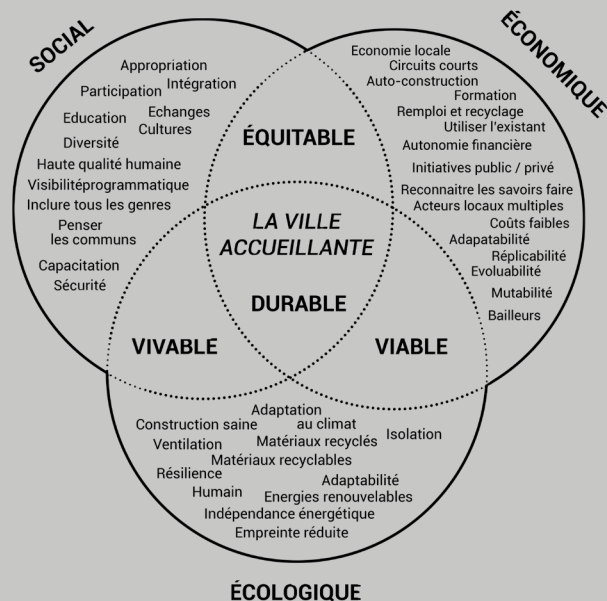 SOCIAL
ÉCONOMIQUE
Appropriation
Intégration
Participation
Education
Echanges
Cultures
Diversité
Haute qualité humaine
Visibilitéprogrammatique
Inclure tous les genres
Penser
les communs
Capacitation
Sécurité
Economie locale
Circuits courts
Auto-construction
Formation
Remploi et recyclage
Utiliser l'existant
Autonomie financière
Initiatives public / privé
Reconnaitre les savoirs faire
Acteurs locaux multiples
Coûts faibles
Adapatabilité
Réplicabilité
Evoluabilité
Mutabilité
Bailleurs
ÉQUITABLE
LA VILLE
ACCUEILLANTE
DURABLE
VIVABLE
VIABLE
Adaptation
au climat
Construction saine
Isolation
Ventilation
Matériaux recyclés
Matériaux recyclables
Résilience
Adaptabilité
Humain
Energies renouvelables
Indépendance énergétique
Empreinte réduite
ÉCOLOGIQUE